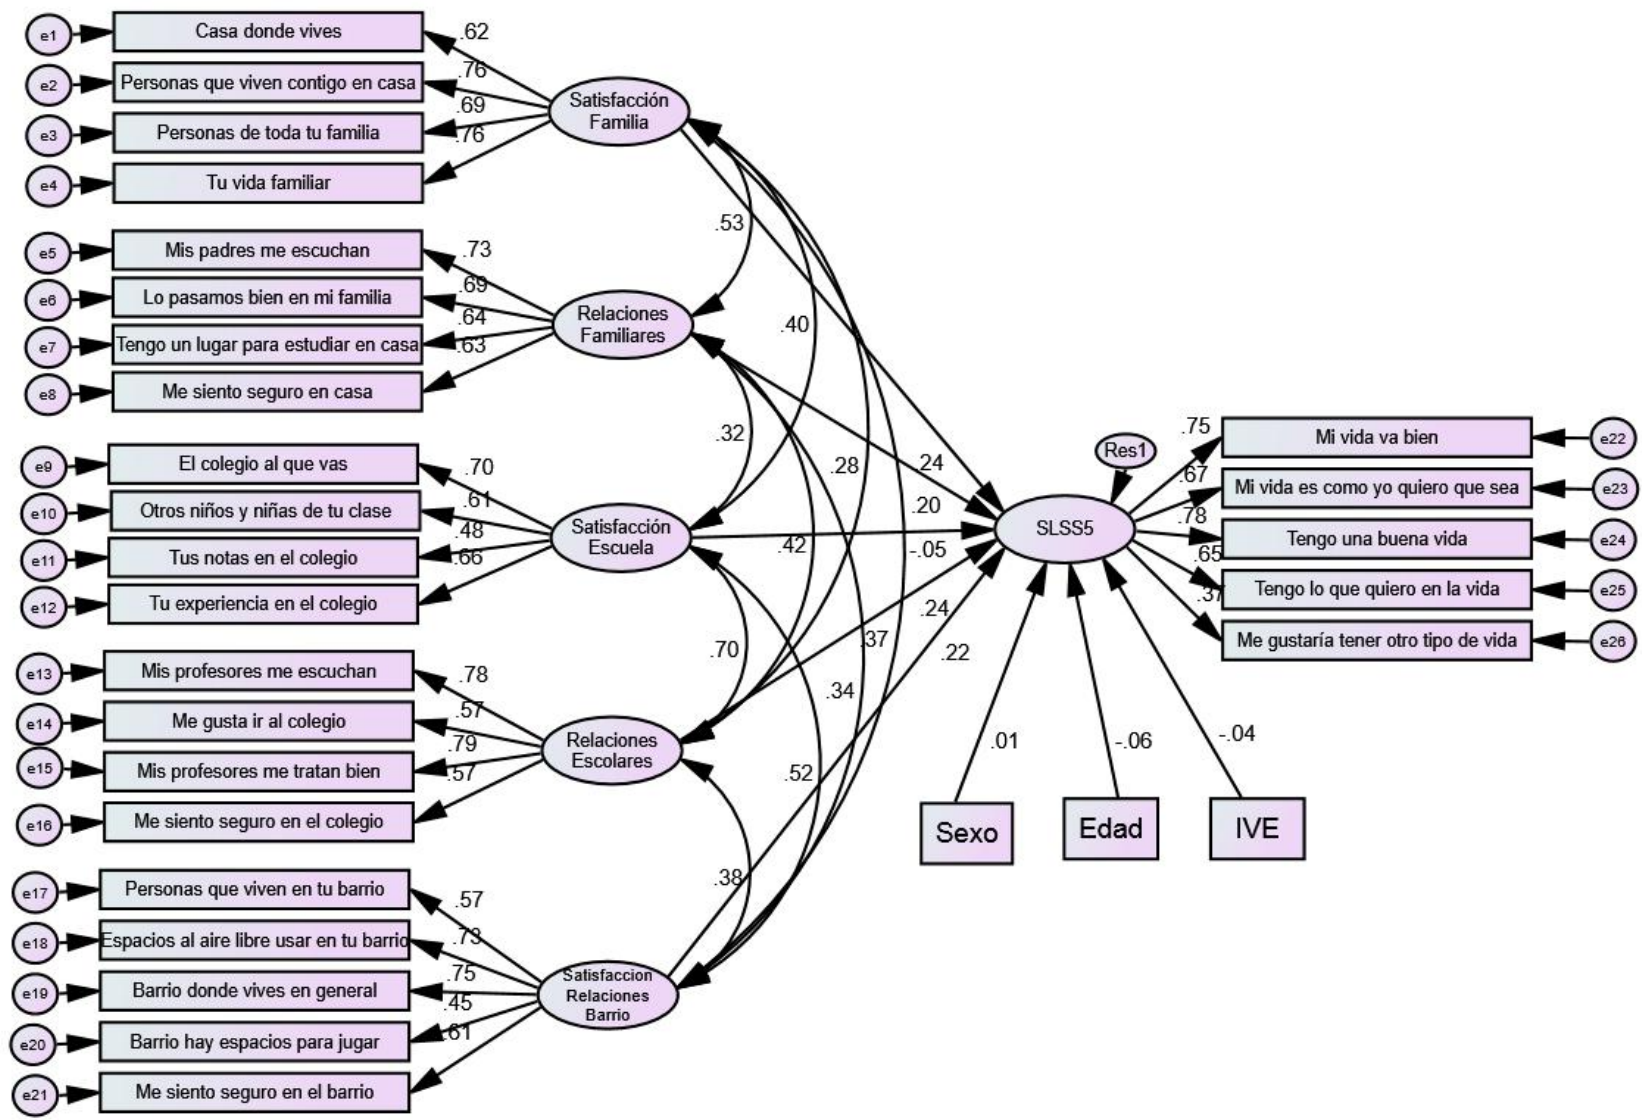 e1
Casa donde vives
.62
e2
Personas que viven contigo en casa
.76
e3
Personas de toda tu familia
.69
e4
Tu vida familiar
.76
Satisfacción
Familia
e5
Mis padres me escuchan
.73
e6
Lo pasamos bien en mi familia
.69
e7
Tengo un lugar para estudiar en casa
.64
e8
Me siento seguro en casa
.63
Relaciones
Familiares
e9
El colegio al que vas
.70
e10
Otros niños y niñas de tu clase
.61
e11
Tus notas en el colegio
.48
e12
Tu experiencia en el colegio
.66
Satisfacción
Escuela
e13
Mis profesores me escuchan
.78
e14
Me gusta ir al colegio
.57
e15
Mis profesores me tratan bien
.79
e16
Me siento seguro en el colegio
.57
Relaciones
Escolares
e17
Personas que viven en tu barrio
.57
e18
Espacios al aire libre usar en tu barrio
.73
e19
Barrio donde vives en general
.75
e20
Barrio hay espacios para jugar
.45
e21
Me siento seguro en el barrio
.61
Satisfaccion
Relaciones
Barrio
.53
.40
.32
.28
.42
.70
.37
.34
.52
.38
.24
.20
-.05
.24
.22
Res1
SLSS5
.75
Mi vida va bien
e22
.67
Mi vida es como yo quiero que sea
e23
.78
Tengo una buena vida
e24
.65
Tengo lo que quiero en la vida
e25
.37
Me gustaría tener otro tipo de vida
e26
.01
-.06
-.04
Sexo
Edad
IVE